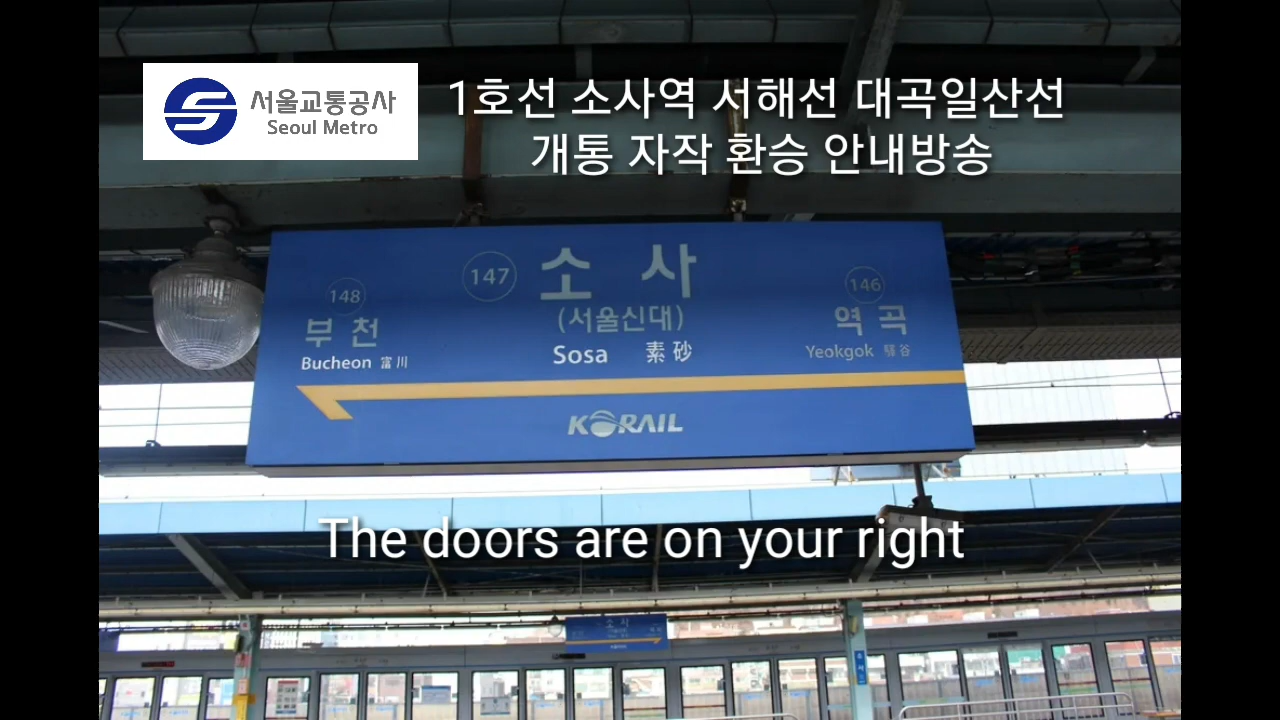 서울교통공사
Seoul Metro
1호선 소사역 서해선 대곡일산선
개통 자작 환승 안내방송
147 소사
(서울신대)
Sosa 素砂
148
부천
Bucheon 富川
146
역곡
Yeokgok 驛谷
KORAIL
The doors are on your right
소사